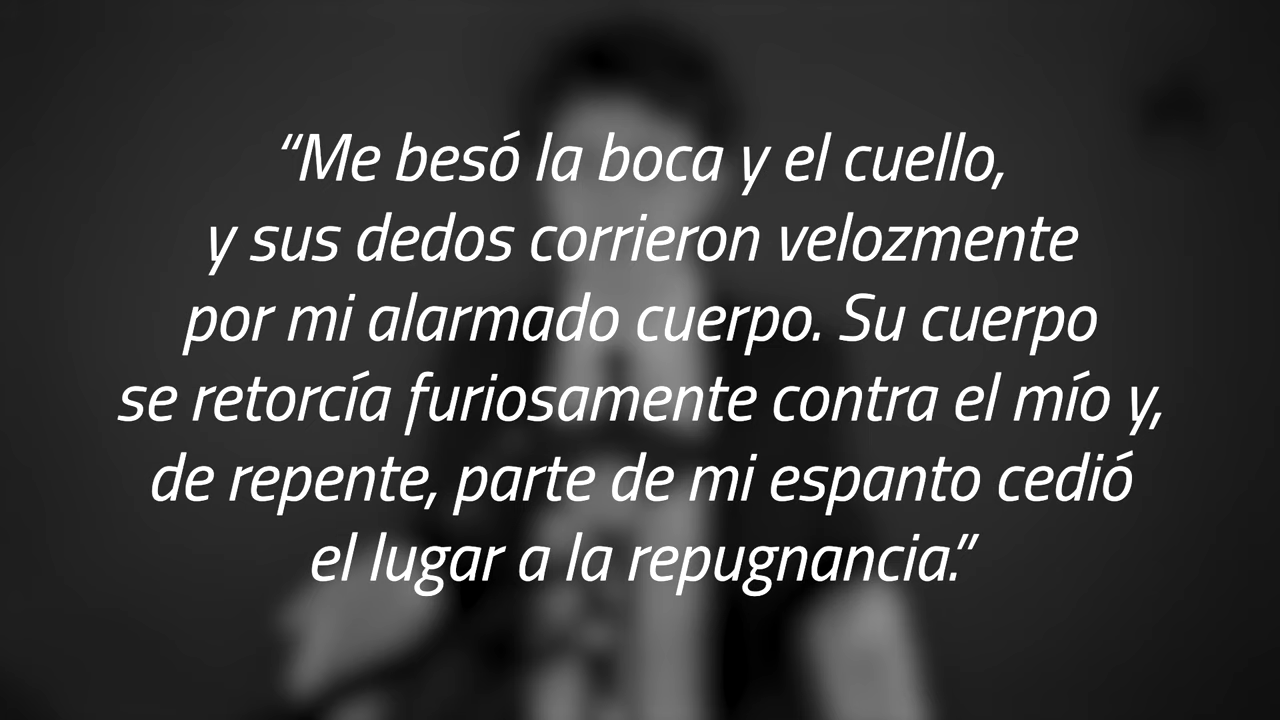 “Me besó la boca y el cuello,
y sus dedos corrieron velozmente
por mi alarmado cuerpo. Su cuerpo
se retorcía furiosamente contra el mío y,
de repente, parte de mi espanto cedió
el lugar a la repugnancia.”